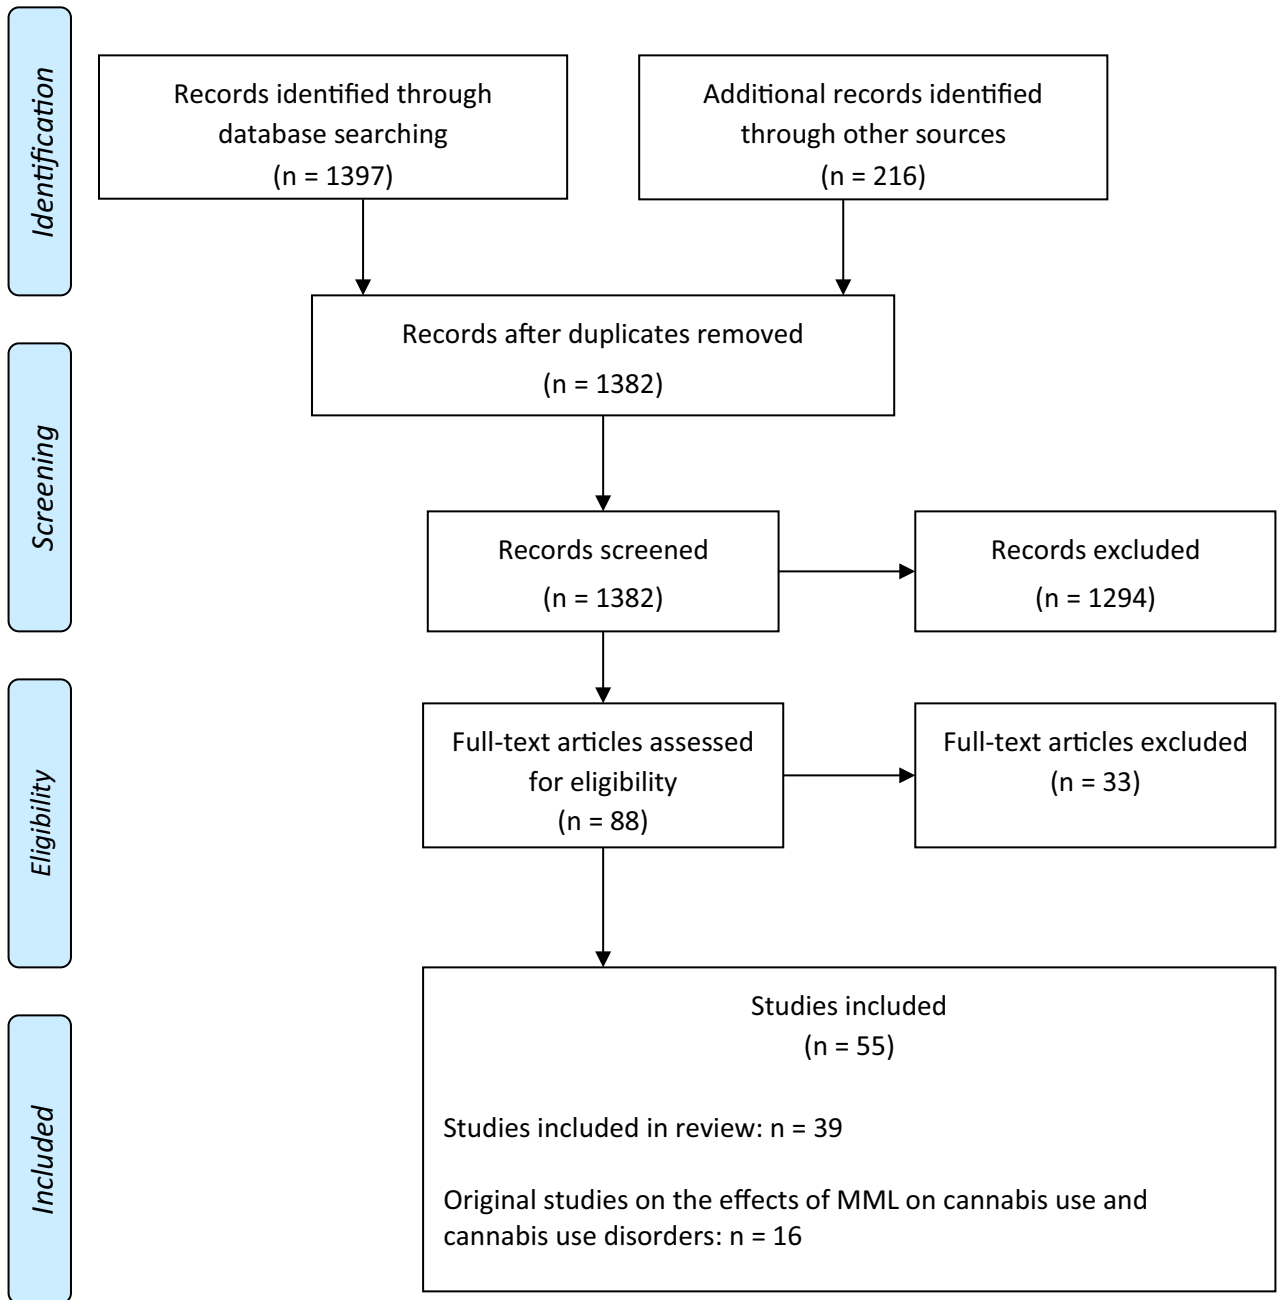 Identification
Records identified through
database searching
(n = 1397)
Additional records identified
through other sources
(n = 216)
Screening
Records after duplicates removed
(n = 1382)
Records screened
(n = 1382)
Records excluded
(n = 1294)
Eligibility
Full-text articles assessed
for eligibility
(n = 88)
Full-text articles excluded
(n = 33)
Included
Studies included
(n = 55)
Studies included in review: n = 39
Original studies on the effects of MML on cannabis use and
cannabis use disorders: n = 16